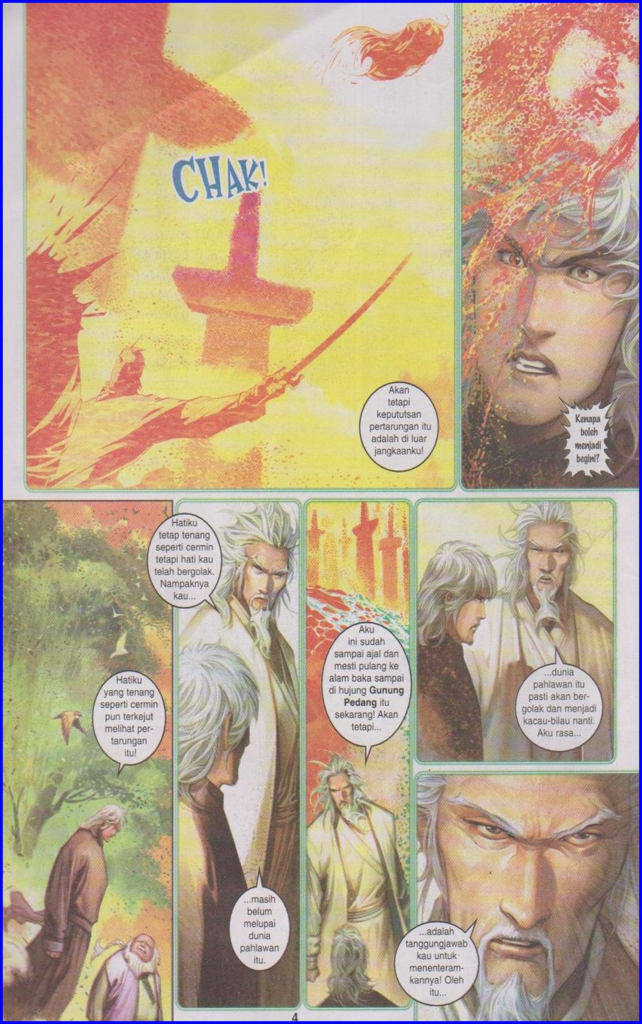 CHAK!
Akan
tetapi
keputusan
pertarungan itu
adalah di luar
jangkaanku!
Kenapa
boleh
menjadi
begini?
Hatiku
yang tenang
seperti cermin
pun terkejut
melihat per-
tarungan
itu!
Hatiku
tetap tenang
seperti cermin
tetapi hati kau
telah bergolak.
Nampaknya
kau...
...masih
belum
melupai
dunia
pahlawan
itu.
Aku
ini sudah
sampai ajal dan
mesti pulang ke
alam baka sampai
di hujung Gunung
Pedang itu
sekarang! Akan
tetapi...
...dunia
pahlawan itu
pasti akan ber-
golak dan menjadi
kacau-bilau nanti.
Aku rasa...
...adalah
tanggungjawab
kau untuk
menenteram-
kannya! Oleh
itu...
4